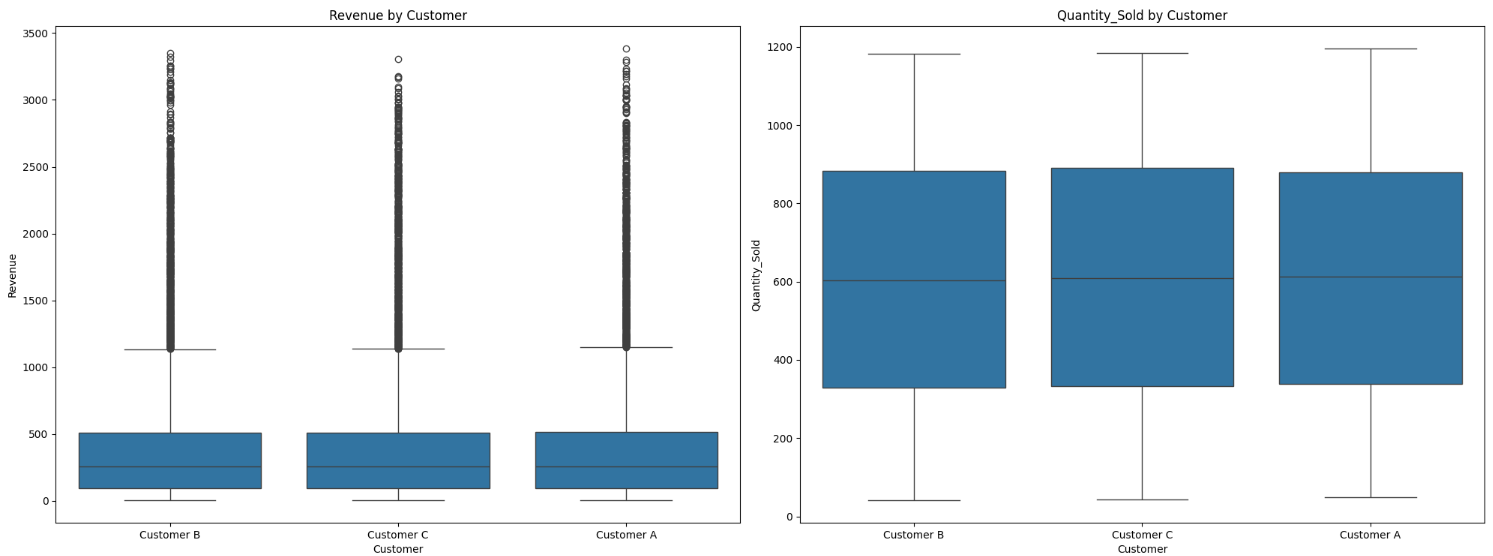 Revenue by Customer
Revenue
3500
3000
2500
2000
1500
1000
500
0
Customer B
Customer C
Customer A
Customer
Quantity_Sold by Customer
Quantity_Sold
1200
1000
800
600
400
200
0
Customer B
Customer C
Customer A
Customer